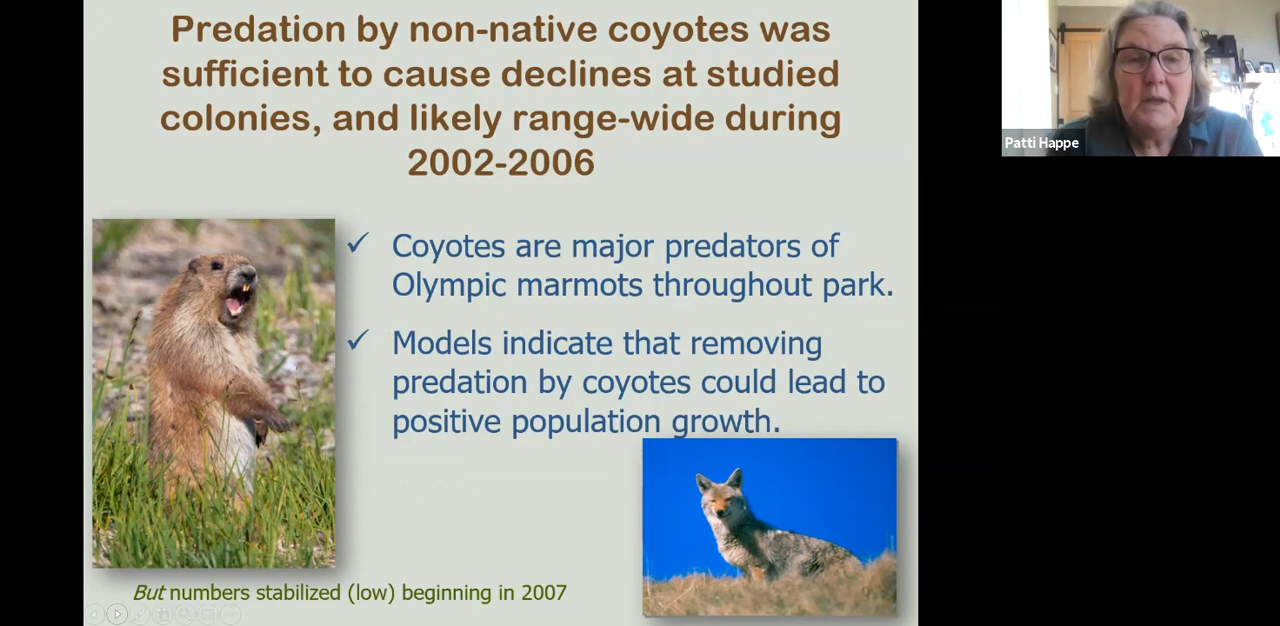 Predation by non-native coyotes was
sufficient to cause declines at studied
colonies, and likely range-wide during
2002-2006
✓ Coyotes are major predators of
Olympic marmots throughout park.
✓ Models indicate that removing
predation by coyotes could lead to
positive population growth.
But numbers stabilized (low) beginning in 2007
Patti Happe